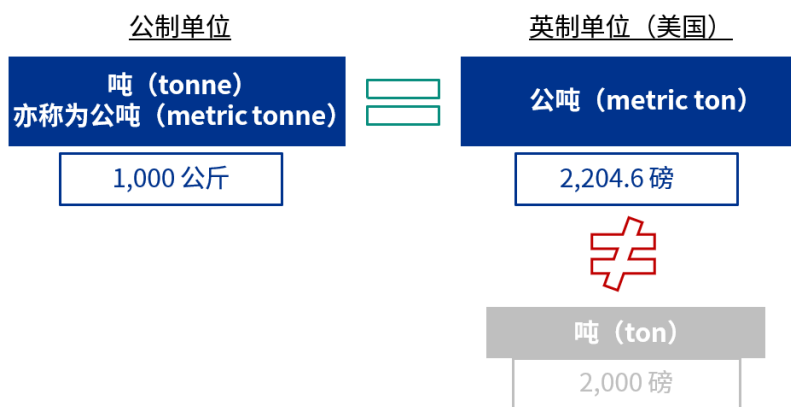 公制单位
英制单位（美国）
吨（tonne）
亦称为公吨（metric tonne）
公吨（metric ton）
1,000 公斤
2,204.6 磅
吨（ton）
2,000 磅